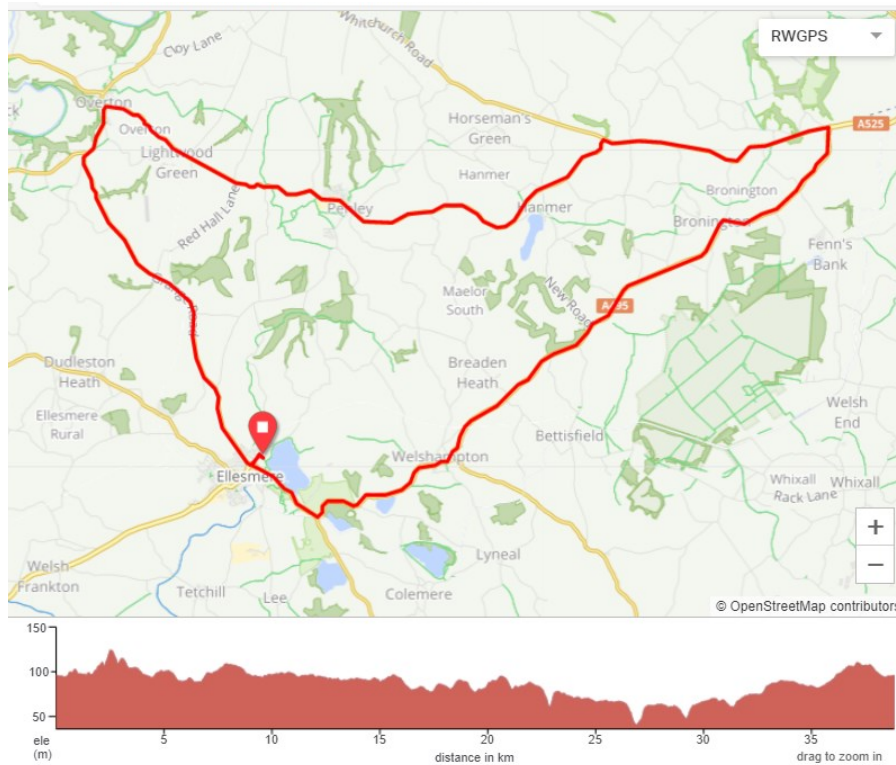 RWGPS
Whitchurch Road
Cloy Lane
Overton
A525
Overton
Horseman's
Green
Lightwood
Green
Hanmer
Bronington
Red Hall Lane
Penley
Hanmer
Bronington
Fenn's
Bank
Maelor
South
New Road
A495
Dudleston
Heath
Breaden
Heath
Ellesmere
Rural
Welsh
End
Bettisfield
Welshampton
Ellesmere
Whixall
Whixall
Rack Lane
+
−
Lyneal
Welsh
Frankton
Tetchill
Lee
Colemere
© OpenStreetMap contributors
150
100
50
ele
(m)
5
10
15
20
25
30
35
distance in km
drag to zoom in